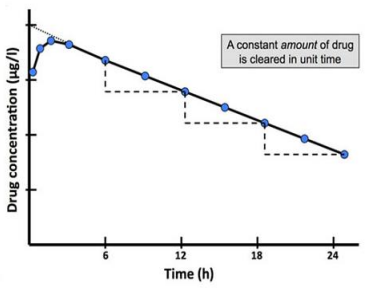 A constant amount of drug
is cleared in unit time
Drug concentration (µg/l)
6
12
18
24
Time (h)